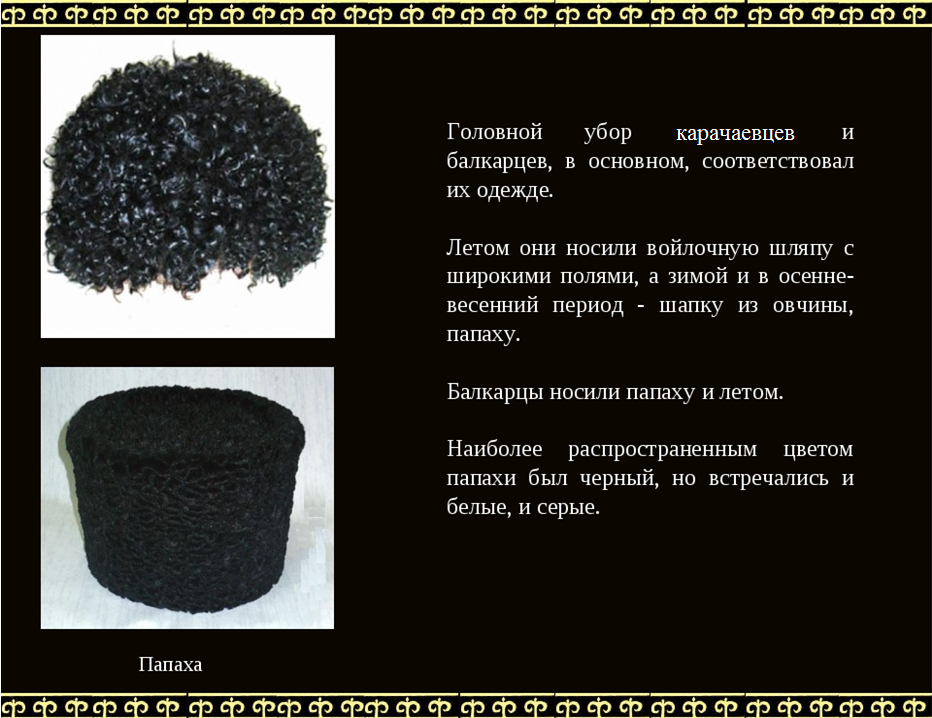 Головной убор карачаевцев и
балкарцев, в основном, соответствовал
их одежде.
Летом они носили войлочную шляпу с
широкими полями, а зимой и в осенне-
весенний период - шапку из овчины,
папаху.
Балкарцы носили папаху и летом.
Наиболее распространенным цветом
папахи был черный, но встречались и
белые, и серые.
Папаха